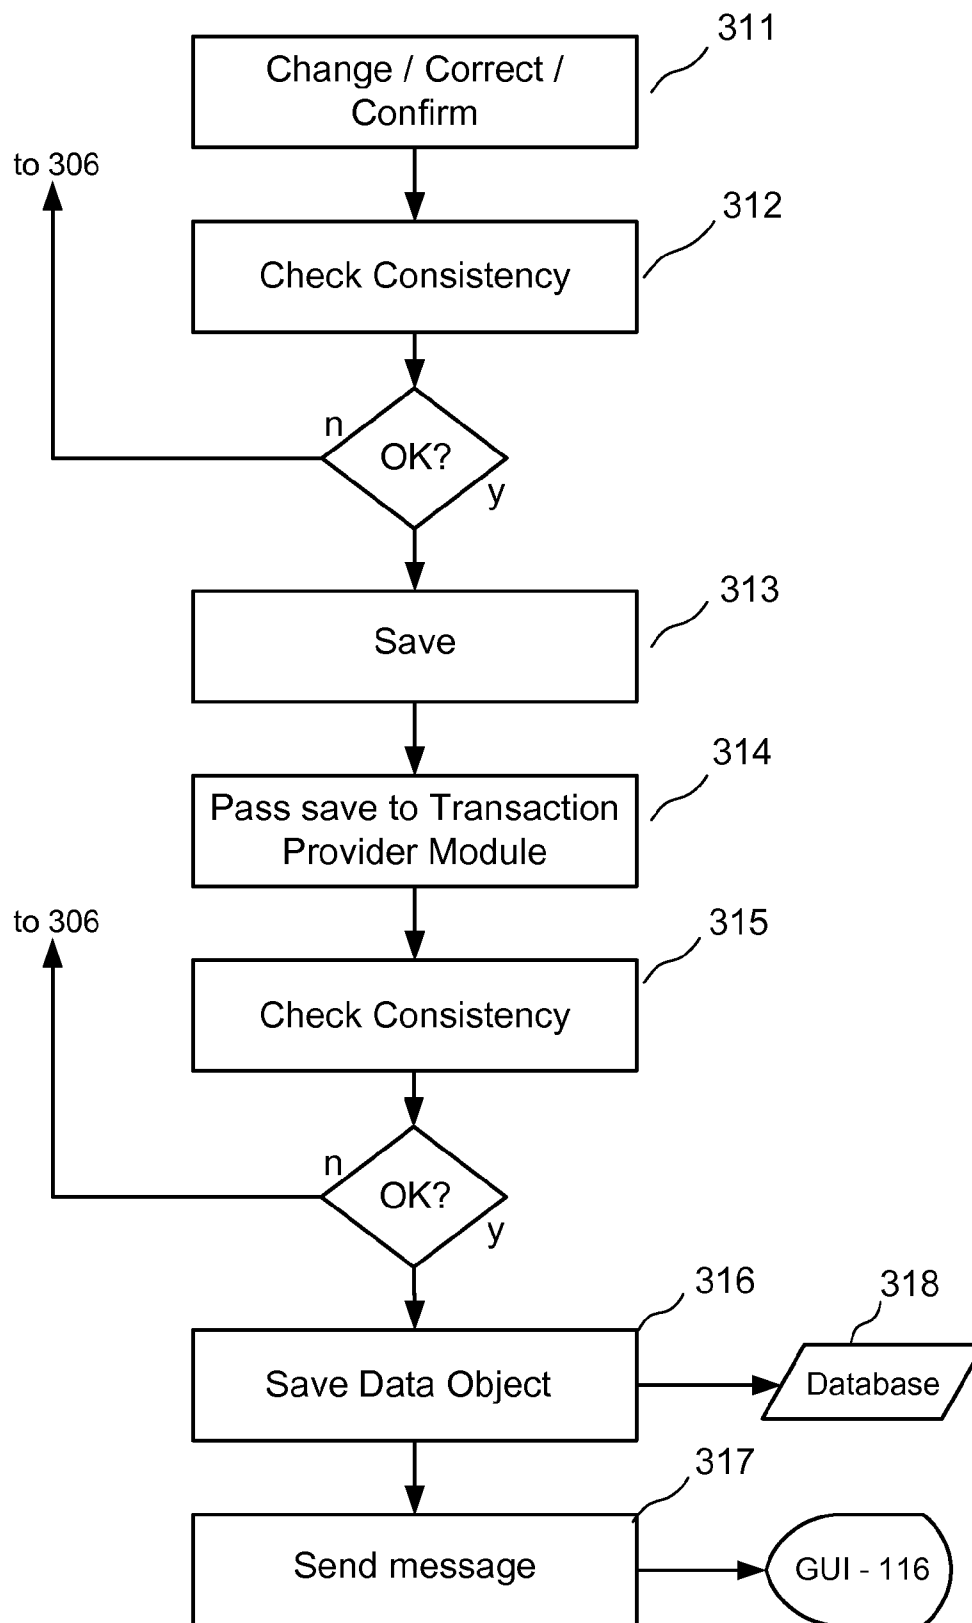 311
Change / Correct /
Confirm
to 306
312
Check Consistency
n
OK?
y
313
Save
314
Pass save to Transaction
Provider Module
to 306
315
Check Consistency
n
OK?
y
316
318
Save Data Object
Database
317
Send message
GUI - 116